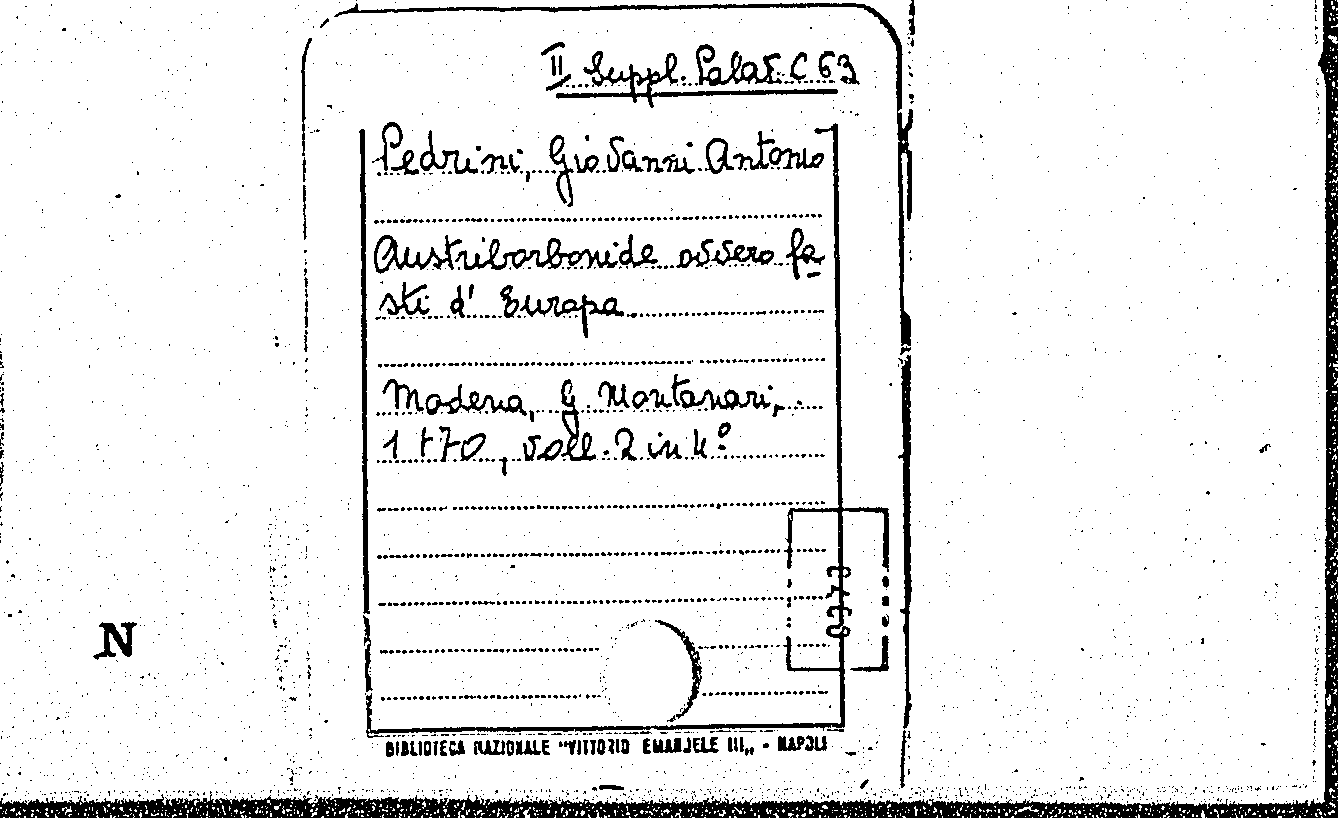 II Suppl. Palat. C 63
Pedrini, Giovanni Antonio
Austriborbonide ovvero fa-
sti d' Europa.
Modena, G. Montanari,
1770, voll. 2 in 4°
N
BIBLIOTECA NAZIONALE "VITTORIO EMANUELE III„ - NAPOLI